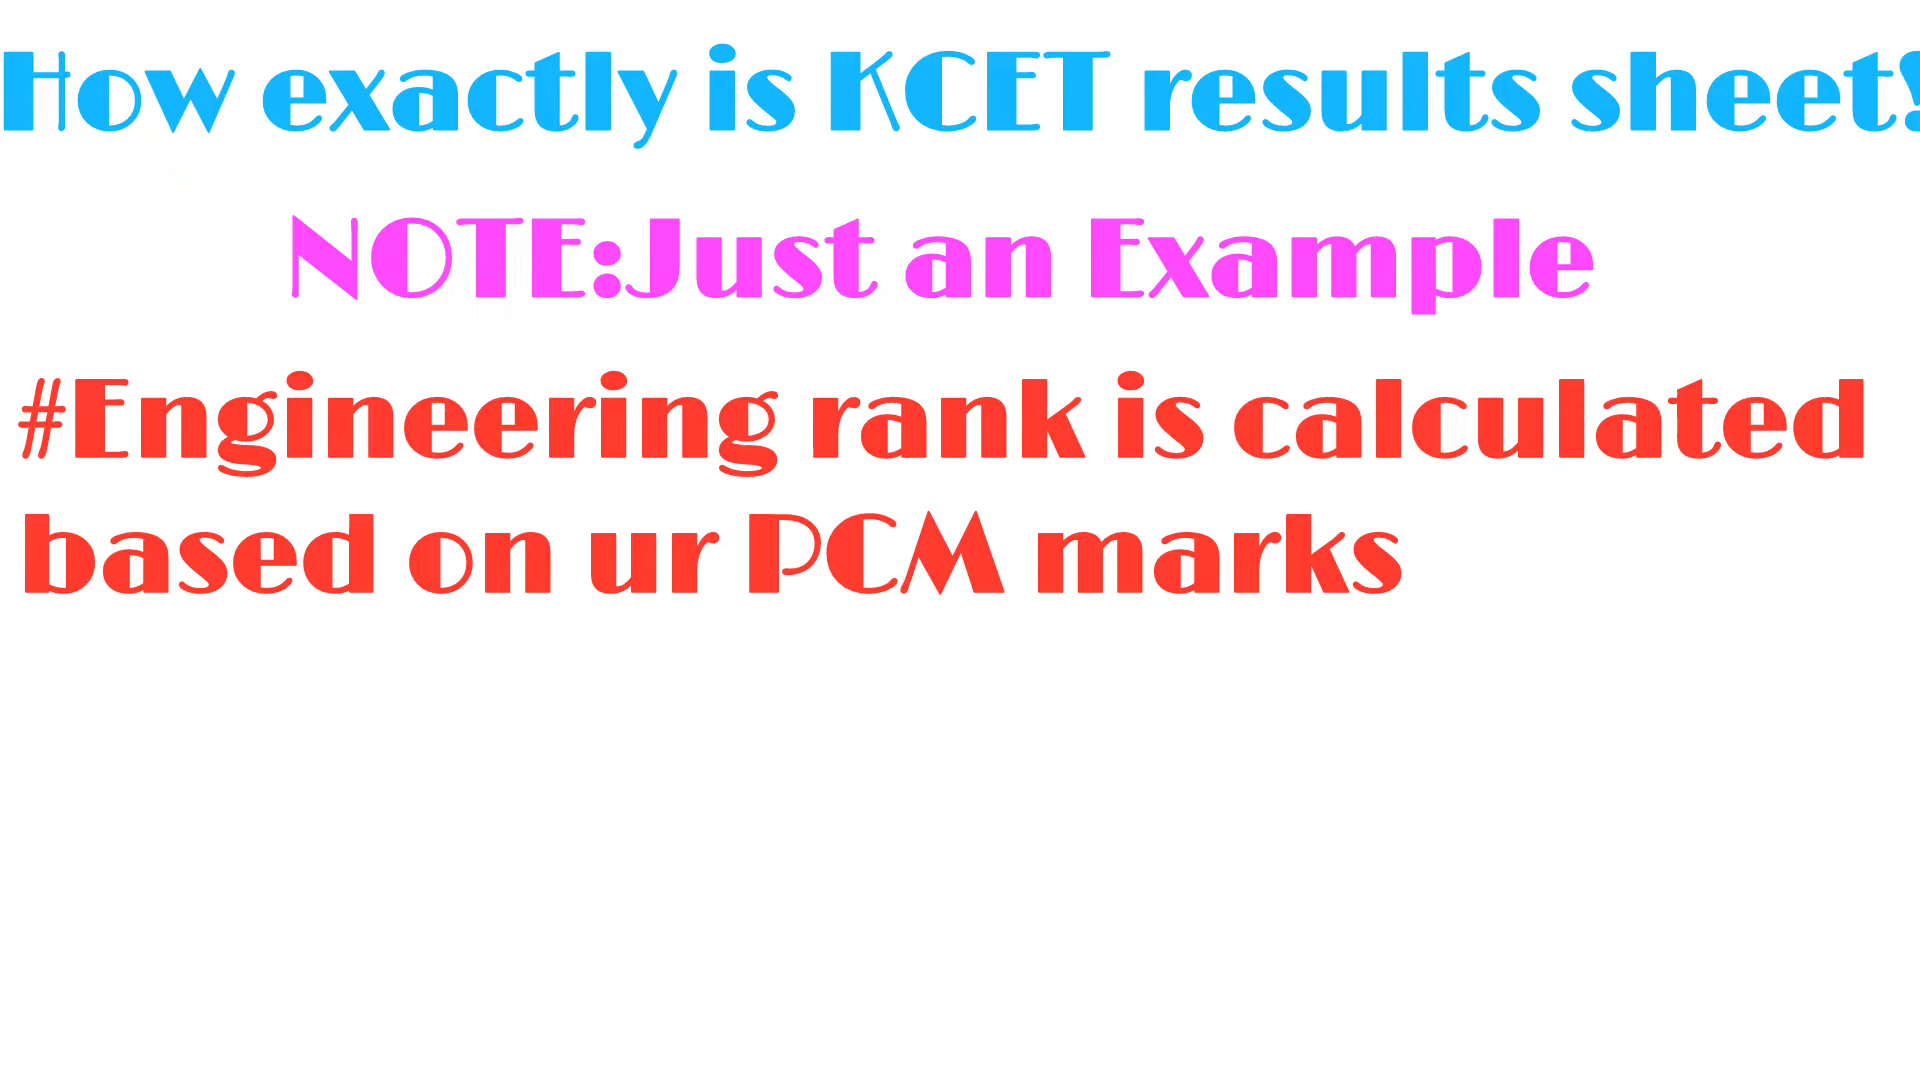 How exactly is KCET results sheet!
NOTE:Just an Example
#Engineering rank is calculated
based on ur PCM marks